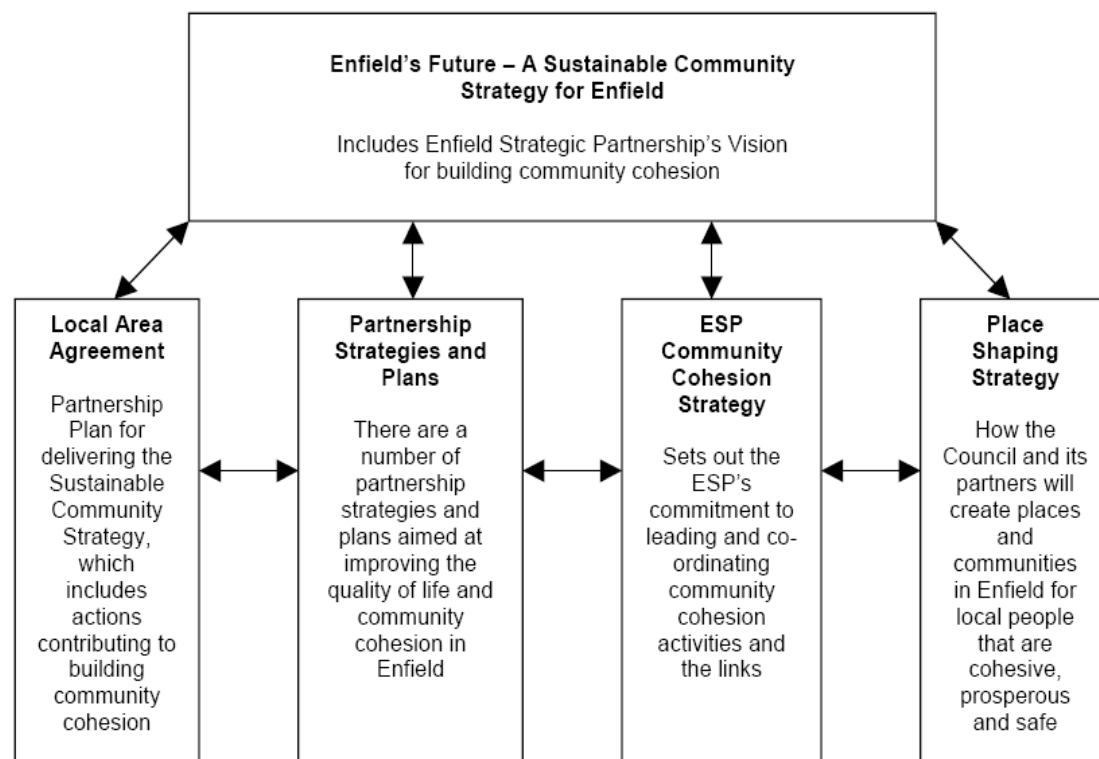 Enfield’s Future – A Sustainable Community
Strategy for Enfield
Includes Enfield Strategic Partnership’s Vision
for building community cohesion
Local Area
Agreement
Partnership
Plan for
delivering the
Sustainable
Community
Strategy,
which
includes
actions
contributing to
building
community
cohesion
Partnership
Strategies and
Plans
There are a
number of
partnership
strategies and
plans aimed at
improving the
quality of life and
community
cohesion in
Enfield
ESP
Community
Cohesion
Strategy
Sets out the
ESP’s
commitment to
leading and co-
ordinating
community
cohesion
activities and
the links
Place
Shaping
Strategy
How the
Council and its
partners will
create places
and
communities
in Enfield for
local people
that are
cohesive,
prosperous
and safe